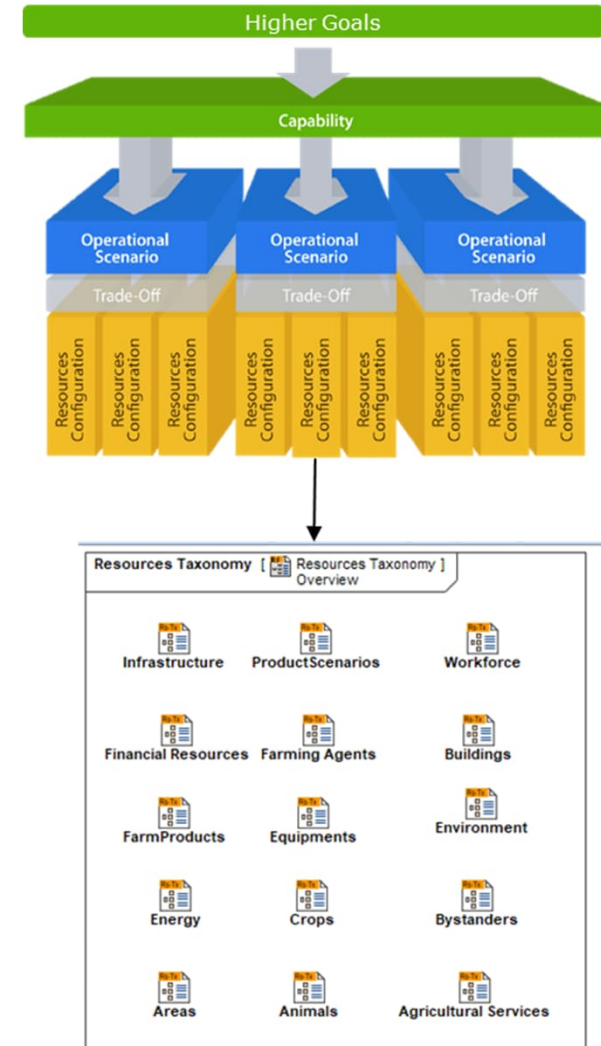 Higher Goals
Capability
Operational
Scenario
Operational
Scenario
Operational
Scenario
Trade-Off
Trade-Off
Trade-Off
Resources
Configuration
Resources
Configuration
Resources
Configuration
Resources
Configuration
Resources
Configuration
Resources
Configuration
Resources
Configuration
Resources
Configuration
Resources
Configuration
Resources Taxonomy [ Resources Taxonomy ]
Overview
Infrastructure
ProductScenarios
Workforce
Financial Resources
Farming Agents
Buildings
FarmProducts
Equipments
Environment
Energy
Crops
Bystanders
Areas
Animals
Agricultural Services